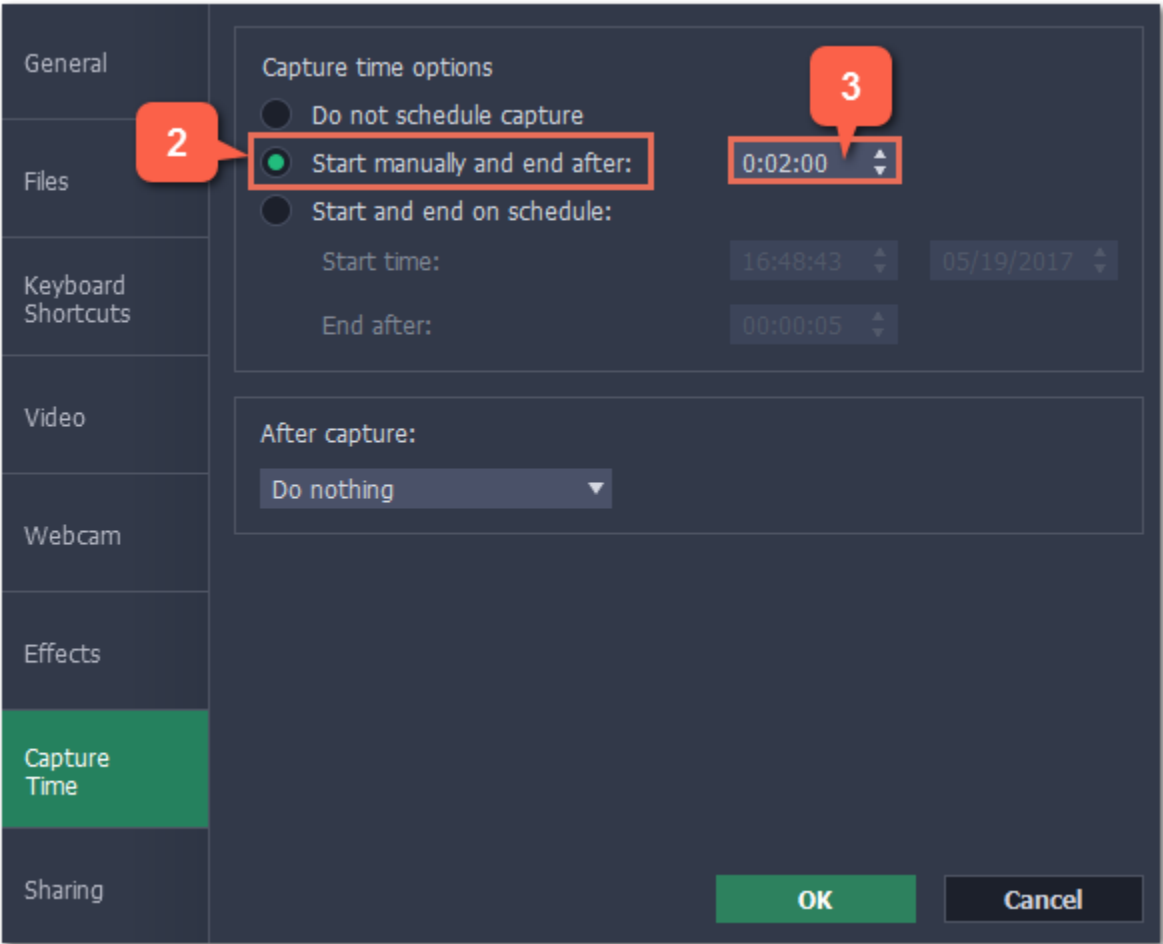 General
Files
Keyboard
Shortcuts
Video
Webcam
Effects
Capture
Time
Sharing
Capture time options
3
Do not schedule capture
2
Start manually and end after: 0:02:00
Start and end on schedule:
Start time: 16:48:43 05/19/2017
End after: 00:00:05
After capture:
Do nothing
OK Cancel